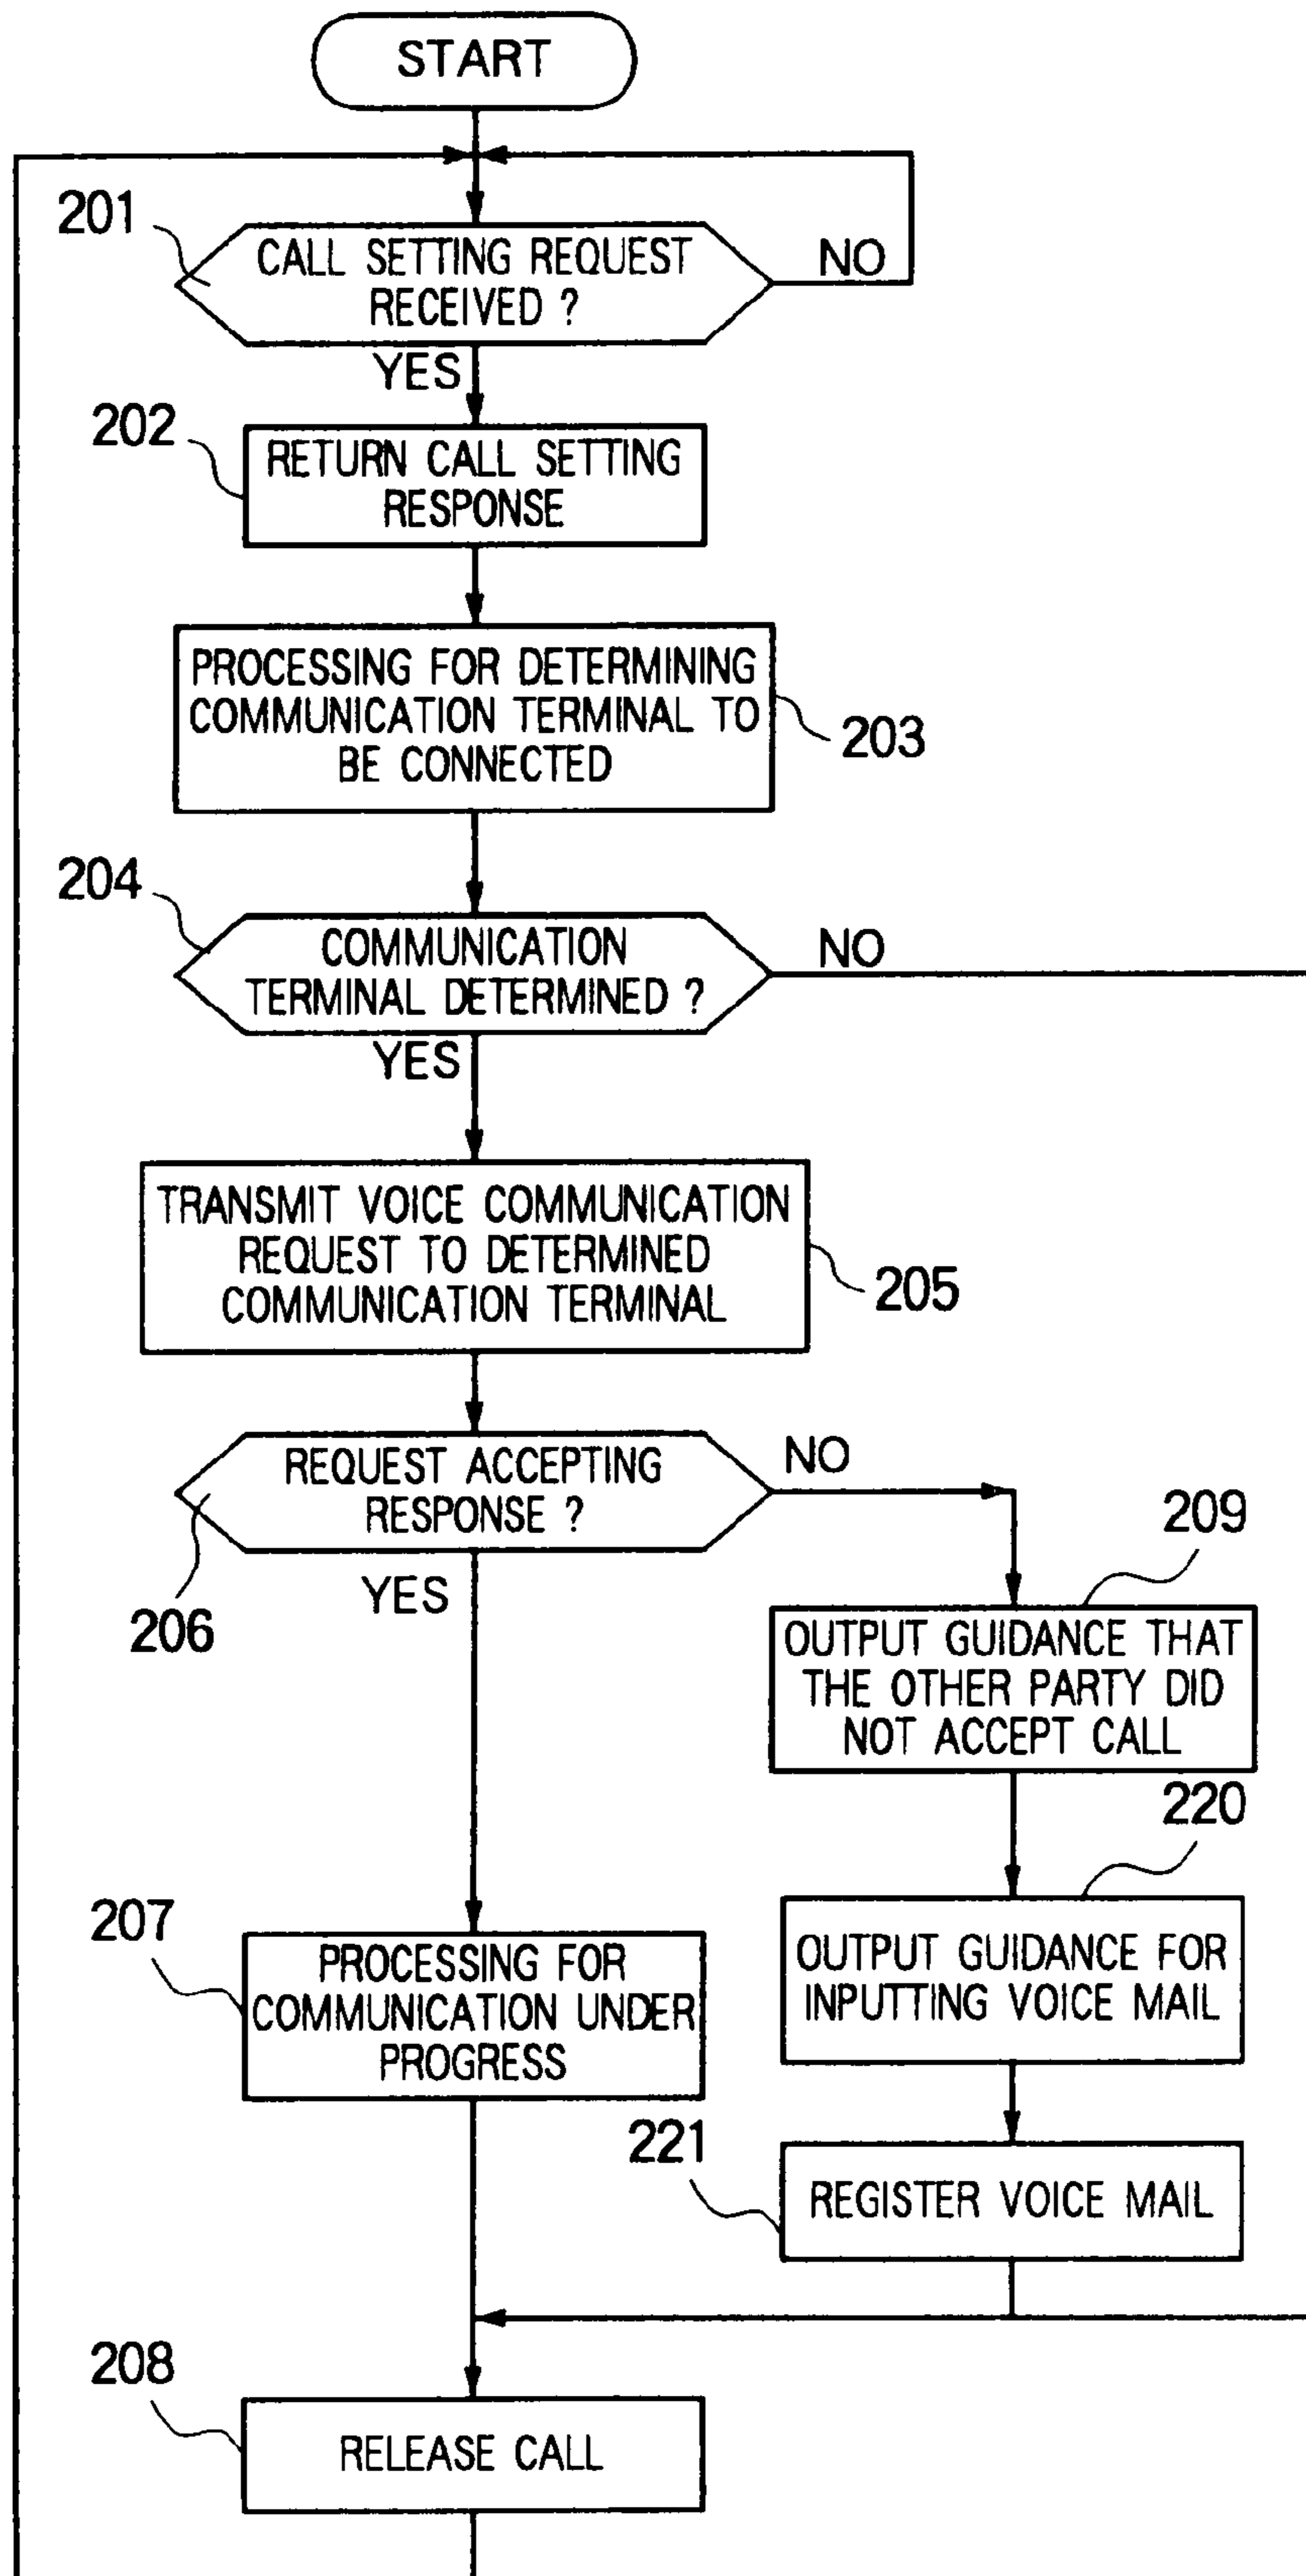 START
201
CALL SETTING REQUEST
RECEIVED ?
NO
YES
202
RETURN CALL SETTING
RESPONSE
PROCESSING FOR DETERMINING
COMMUNICATION TERMINAL TO
BE CONNECTED
203
204
COMMUNICATION
TERMINAL DETERMINED ?
NO
YES
TRANSMIT VOICE COMMUNICATION
REQUEST TO DETERMINED
COMMUNICATION TERMINAL
205
REQUEST ACCEPTING
RESPONSE ?
NO
206
YES
209
OUTPUT GUIDANCE THAT
THE OTHER PARTY DID
NOT ACCEPT CALL
220
OUTPUT GUIDANCE FOR
INPUTTING VOICE MAIL
207
PROCESSING FOR
COMMUNICATION UNDER
PROGRESS
221
REGISTER VOICE MAIL
208
RELEASE CALL